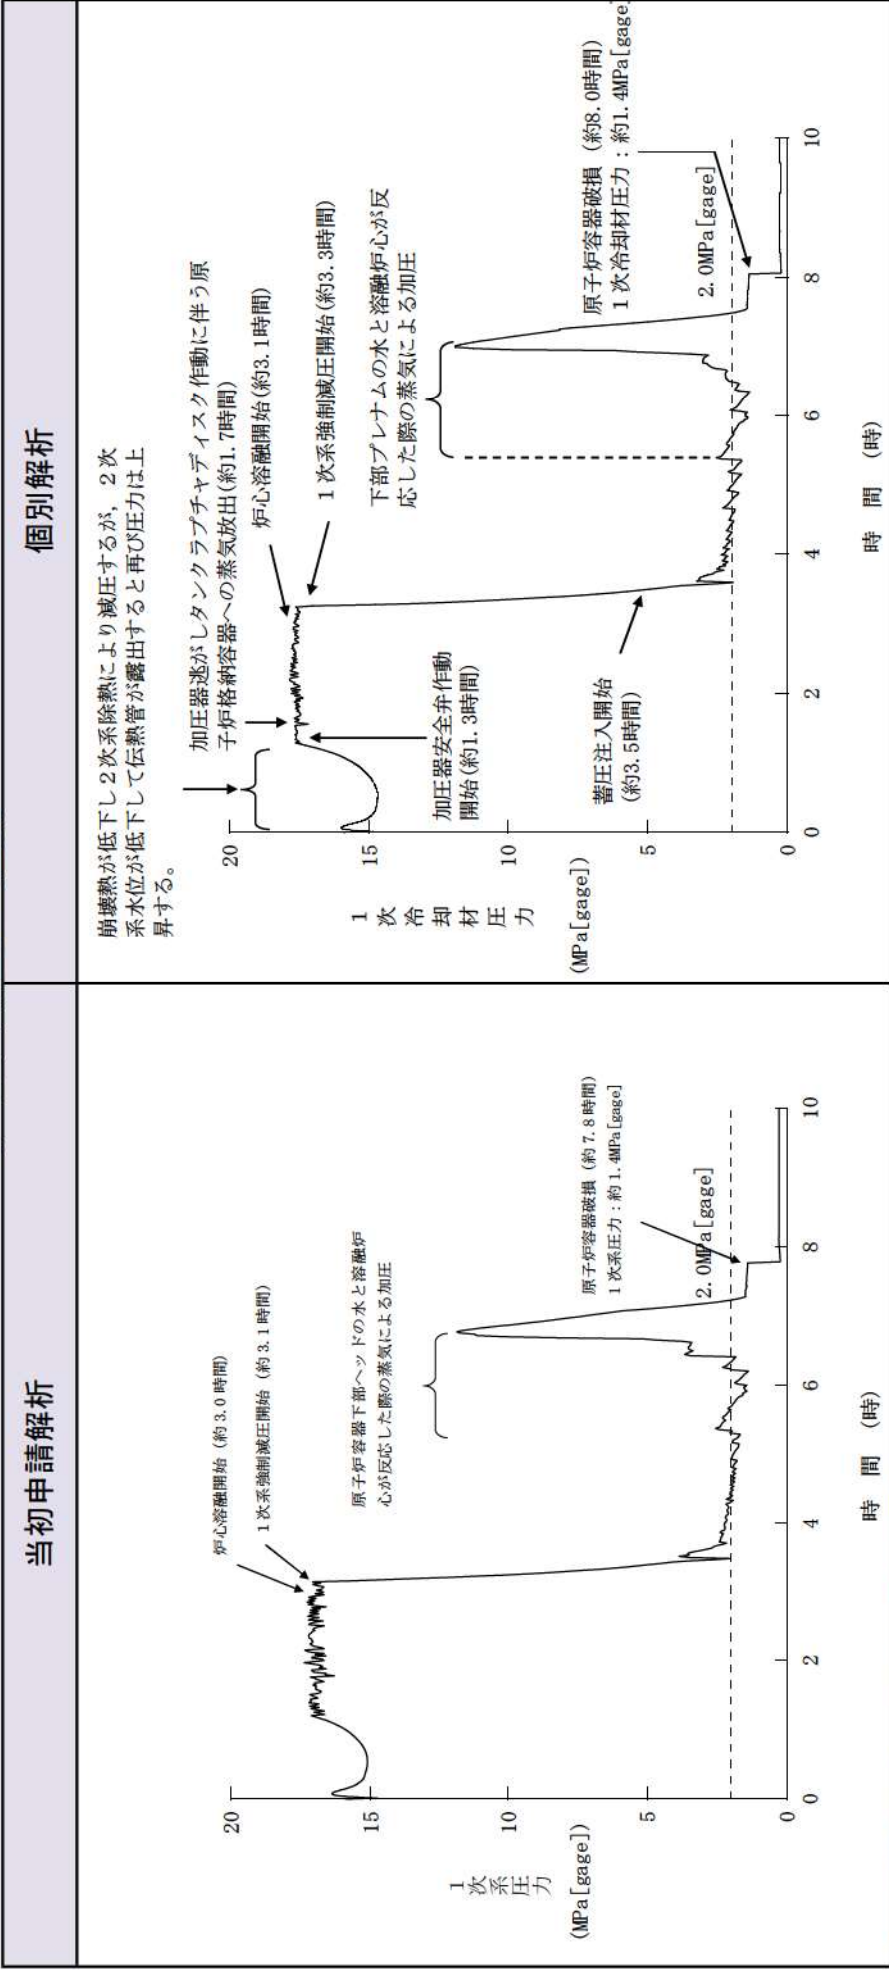 当初申請解析
炉心溶融開始 (約 3.0 時間)
1 次系強制減圧開始 (約 3.1 時間)
原子炉容器下部ヘッドの水と溶融炉
心が反応した際の蒸気による加圧
原子炉容器破損 (約 7.8 時間)
1 次系圧力 : 約 1.4MPa[gage]
2.0MPa[gage]
20
15
10
5
0
1
次
系
圧
力
(MPa[gage])
0
2
4
6
8
10
時 間 (時)
個別解析
崩壊熱が低下し2次系除熱により減圧するが, 2次
系水位が低下して伝熱管が露出すると再び圧力は上
昇する。
加圧器逃がしタンクラプチャディスク作動に伴う原
子炉格納容器への蒸気放出(約1.7時間)
炉心溶融開始(約3.1時間)
1次系強制減圧開始(約3.3時間)
下部プレナムの水と溶融炉心が反
応した際の蒸気による加圧
加圧器安全弁作動
開始(約1.3時間)
蓄圧注入開始
(約3.5時間)
原子炉容器破損 (約8.0時間)
1次冷却材圧力 : 約1.4MPa[gage]
2.0MPa[gage]
20
15
10
5
0
1
次
冷
却
材
圧
力
(MPa[gage])
0
2
4
6
8
10
時 間 (時)